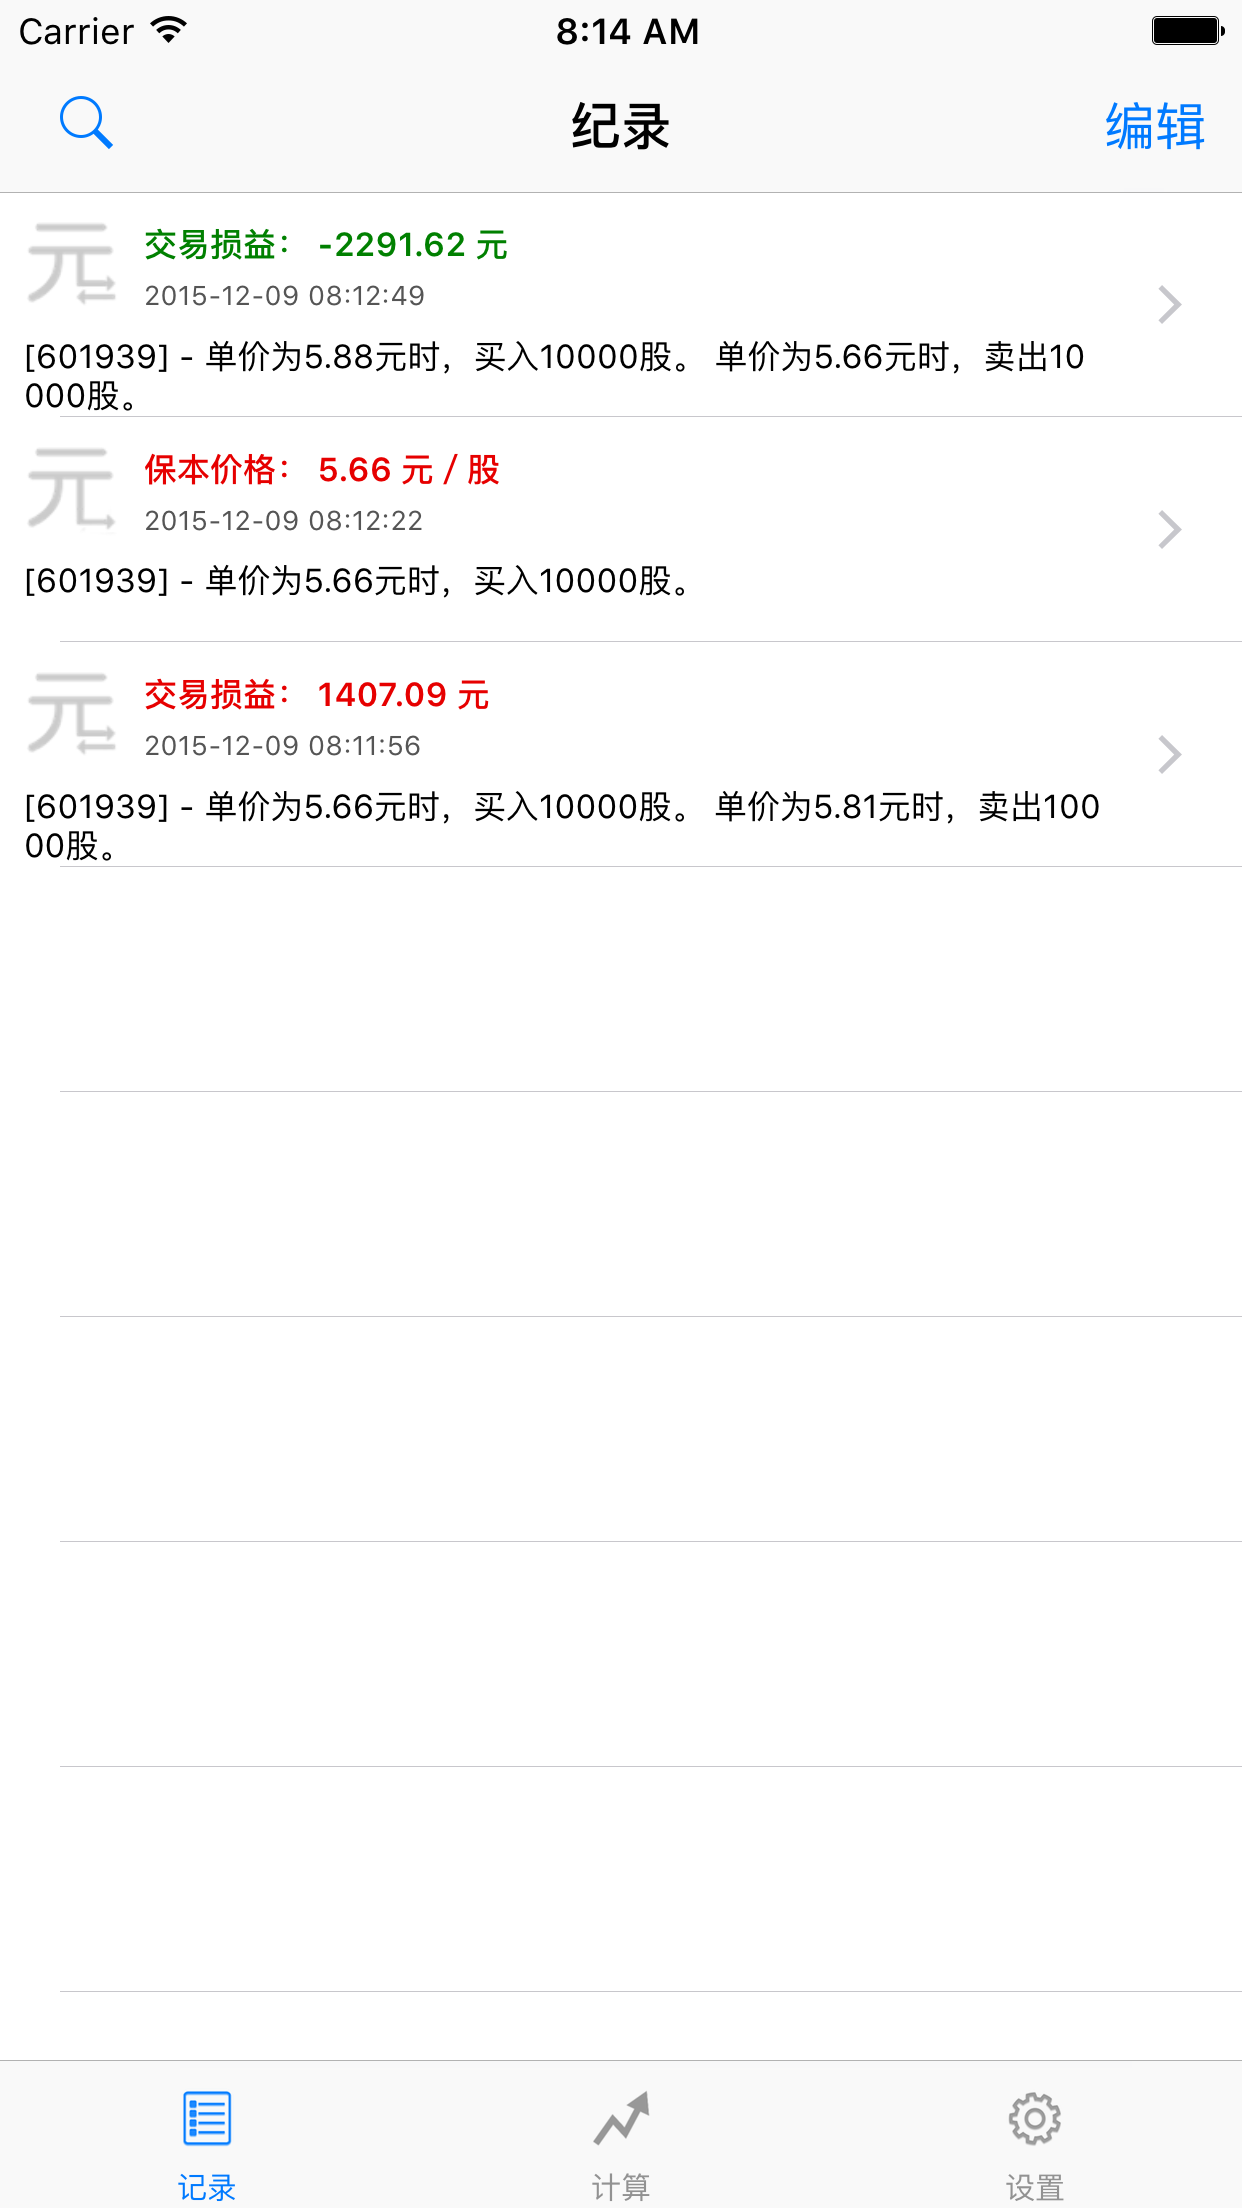 Carrier 8:14 AM
纪录 编辑
交易损益： -2291.62 元
2015-12-09 08:12:49
[601939] - 单价为5.88元时，买入10000股。 单价为5.66元时，卖出10
000股。
保本价格： 5.66 元 / 股
2015-12-09 08:12:22
[601939] - 单价为5.66元时，买入10000股。
交易损益： 1407.09 元
2015-12-09 08:11:56
[601939] - 单价为5.66元时，买入10000股。 单价为5.81元时，卖出100
00股。
记录 计算 设置